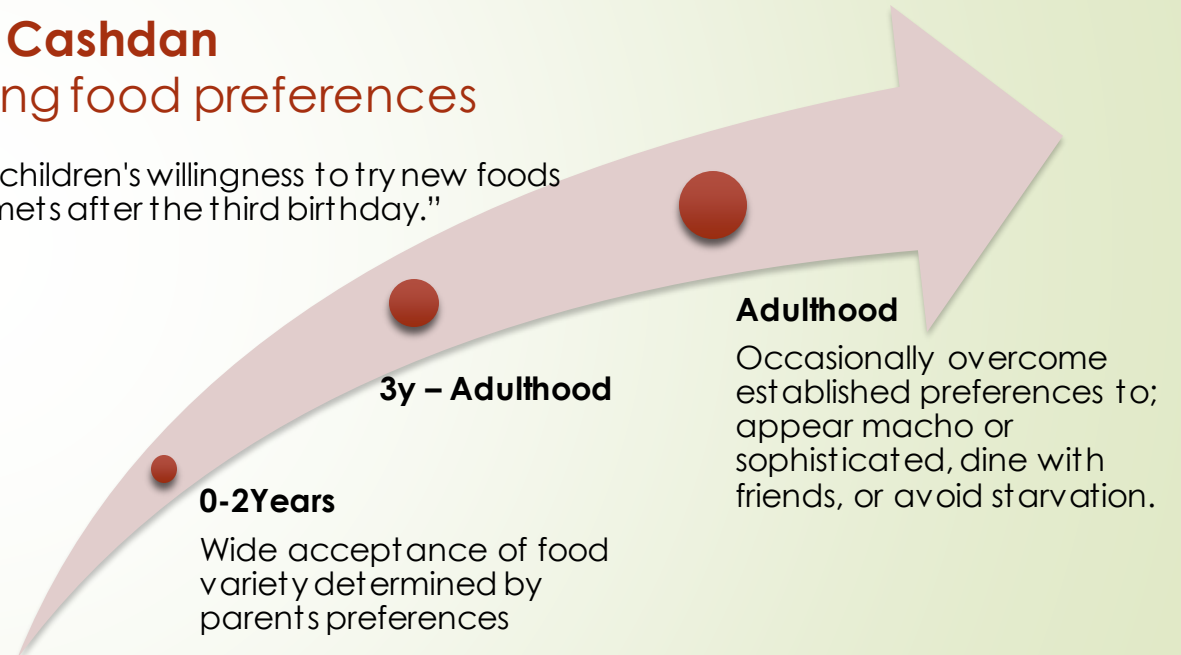 Cashdan
ng food preferences
children's willingness to try new foods
mets after the third birthday.”
3y – Adulthood
0-2Years
Wide acceptance of food
variety determined by
parents preferences
Adulthood
Occasionally overcome
established preferences to;
appear macho or
sophisticated, dine with
friends, or avoid starvation.